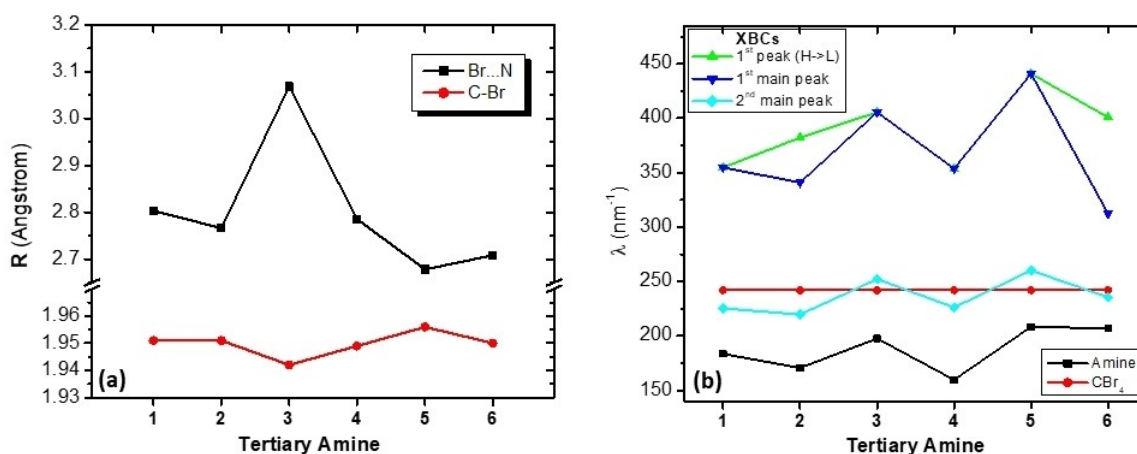 3.2
3.1
3.0
2.9
2.8
2.7
1.96
1.95
1.94
1.93
R (Angstrom)
Br...N
C-Br
(a)
1 2 3 4 5 6
Tertiary Amine
450
400
350
300
250
200
150
λ (nm⁻¹)
XBCs
1st peak (H->L)
1st main peak
2nd main peak
Amine
CBr₄
(b)
1 2 3 4 5 6
Tertiary Amine